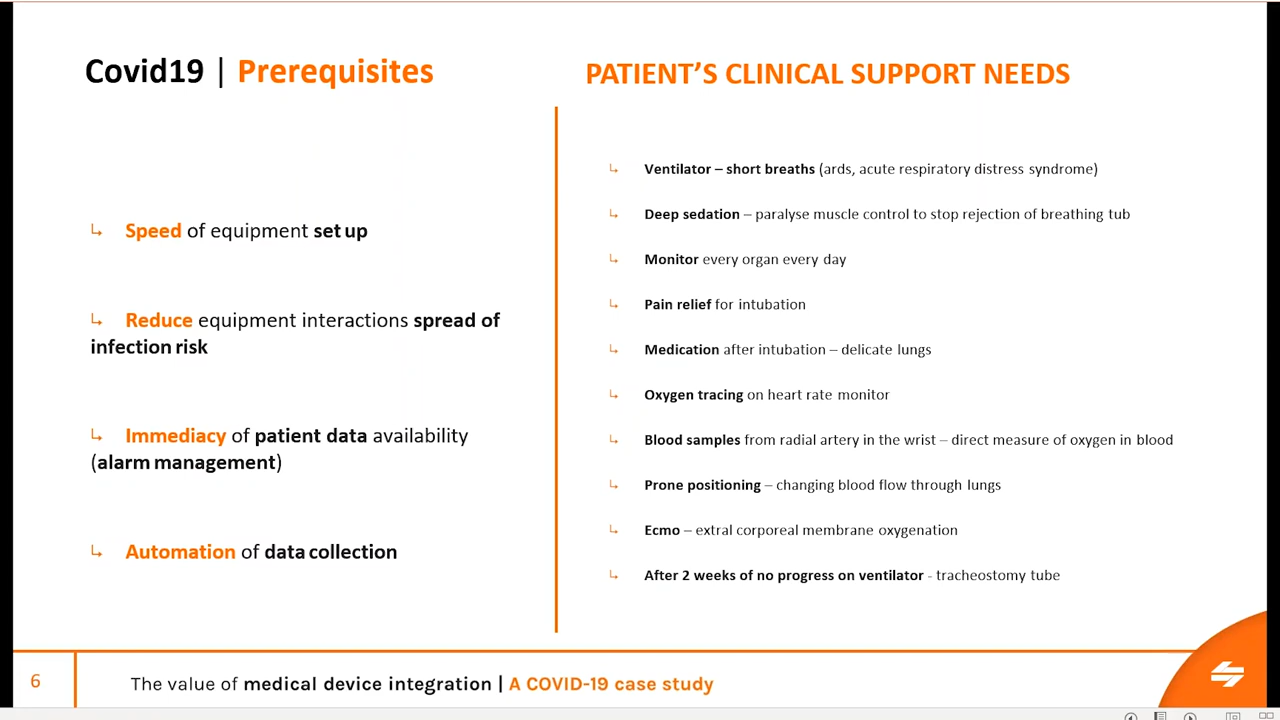 Covid19 | Prerequisites
↳ Speed of equipment set up
↳ Reduce equipment interactions spread of
infection risk
↳ Immediacy of patient data availability
(alarm management)
↳ Automation of data collection
PATIENT’S CLINICAL SUPPORT NEEDS
↳ Ventilator – short breaths (ards, acute respiratory distress syndrome)
↳ Deep sedation – paralyse muscle control to stop rejection of breathing tub
↳ Monitor every organ every day
↳ Pain relief for intubation
↳ Medication after intubation – delicate lungs
↳ Oxygen tracing on heart rate monitor
↳ Blood samples from radial artery in the wrist – direct measure of oxygen in blood
↳ Prone positioning – changing blood flow through lungs
↳ Ecmo – extral corporeal membrane oxygenation
↳ After 2 weeks of no progress on ventilator - tracheostomy tube
6
The value of medical device integration | A COVID-19 case study